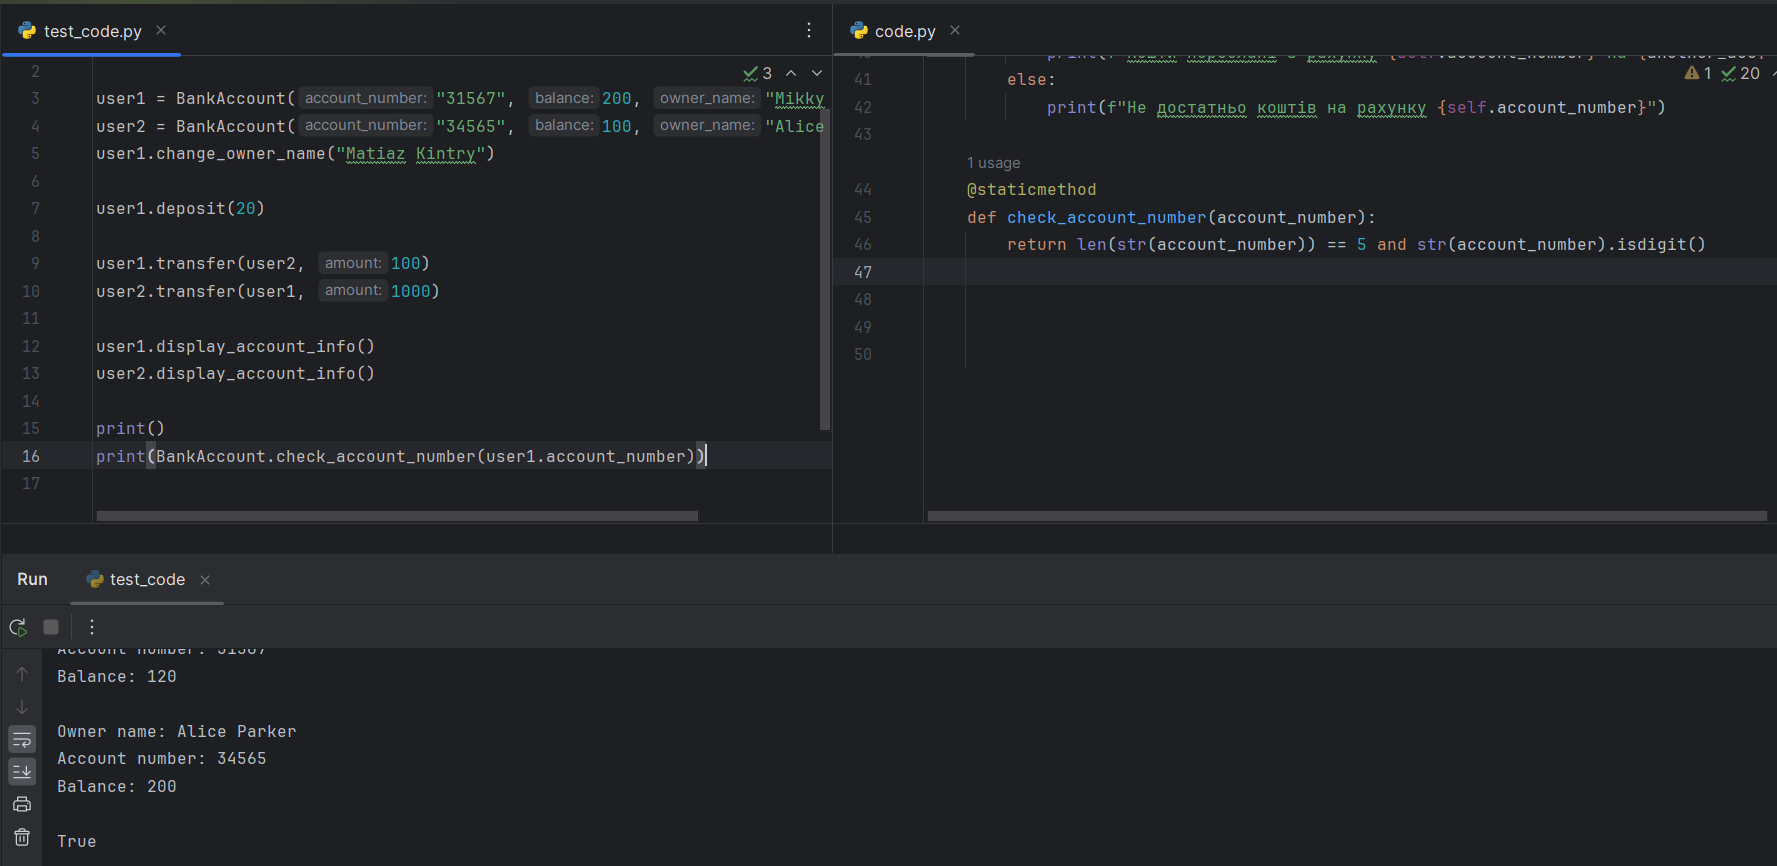 test_code.py
3
2
3 user1 = BankAccount( account_number: "31567", balance: 200, owner_name: "Mikky
4 user2 = BankAccount( account_number: "34565", balance: 100, owner_name: "Alice
5 user1.change_owner_name("Matiaz Kintry")
6
7 user1.deposit(20)
8
9 user1.transfer(user2, amount: 100)
10 user2.transfer(user1, amount: 1000)
11
12 user1.display_account_info()
13 user2.display_account_info()
14
15 print()
16 print(BankAccount.check_account_number(user1.account_number))
17
code.py
1 20
41 else:
42 print(f"Не достатньо коштів на рахунку {self.account_number}")
43
1 usage
44 @staticmethod
45 def check_account_number(account_number):
46 return len(str(account_number)) == 5 and str(account_number).isdigit()
47
48
49
50
Run test_code
Account number: 31567
Balance: 120
Owner name: Alice Parker
Account number: 34565
Balance: 200
True